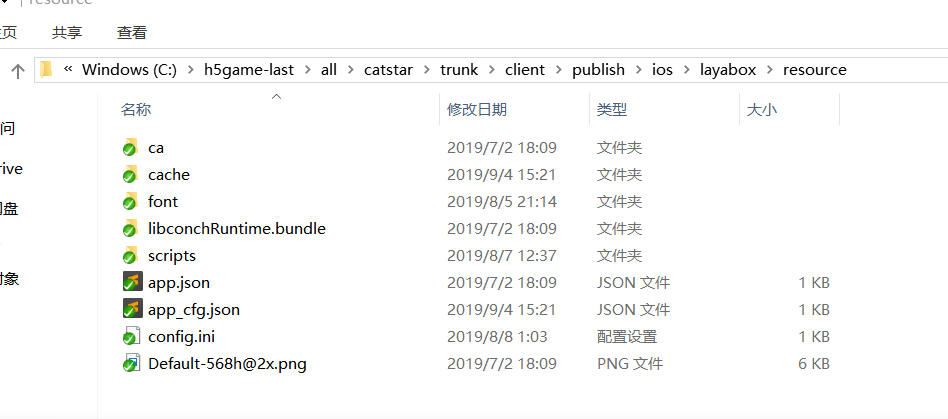 resource
页 共享 查看
« Windows (C:) > h5game-last > all > catstar > trunk > client > publish > ios > layabox > resource
名称 修改日期 类型 大小
问
ca 2019/7/2 18:09 文件夹
rive
cache 2019/9/4 15:21 文件夹
font 2019/8/5 21:14 文件夹
盘
libconchRuntime.bundle 2019/7/2 18:09 文件夹
scripts 2019/8/7 12:37 文件夹
对象
app.json 2019/7/2 18:09 JSON 文件 1 KB
app_cfg.json 2019/9/4 15:21 JSON 文件 1 KB
config.ini 2019/8/8 1:03 配置设置 1 KB
Default-568h@2x.png 2019/7/2 18:09 PNG 文件 6 KB